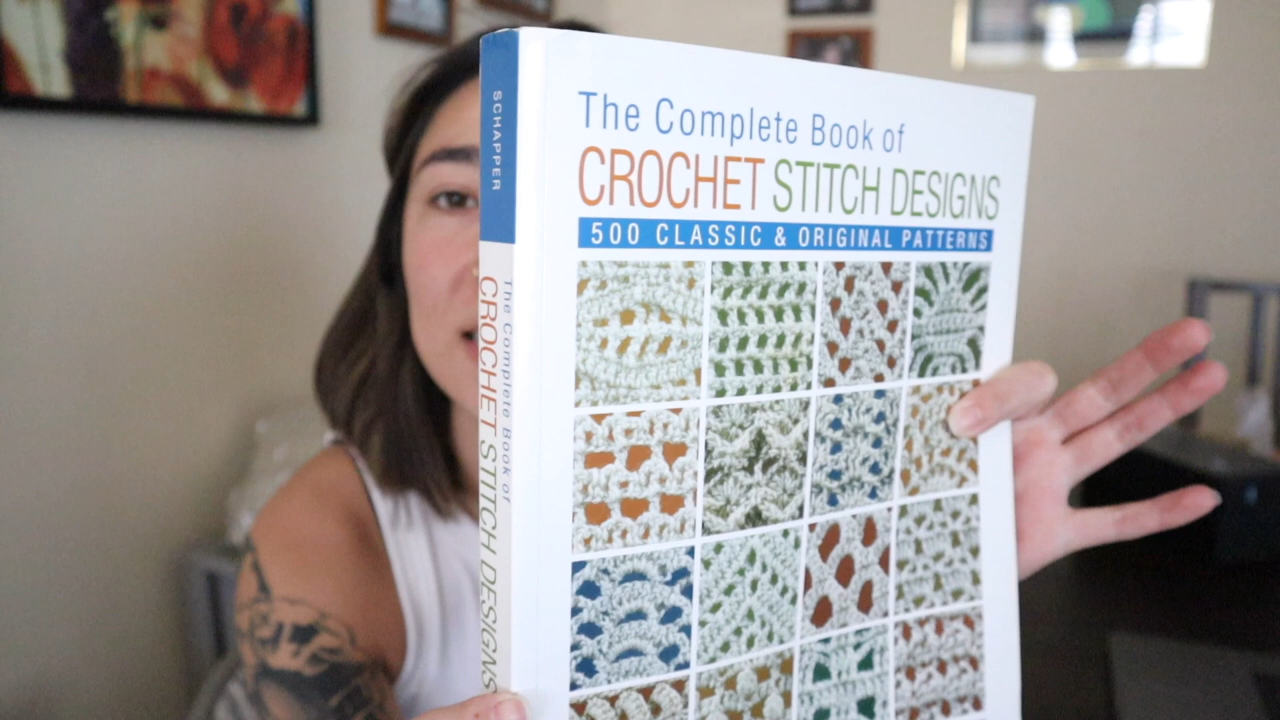 SCHAPPER
The Complete Book of
CROCHET STITCH DESIGNS
The Complete Book of
CROCHET STITCH DESIGNS
500 CLASSIC & ORIGINAL PATTERNS